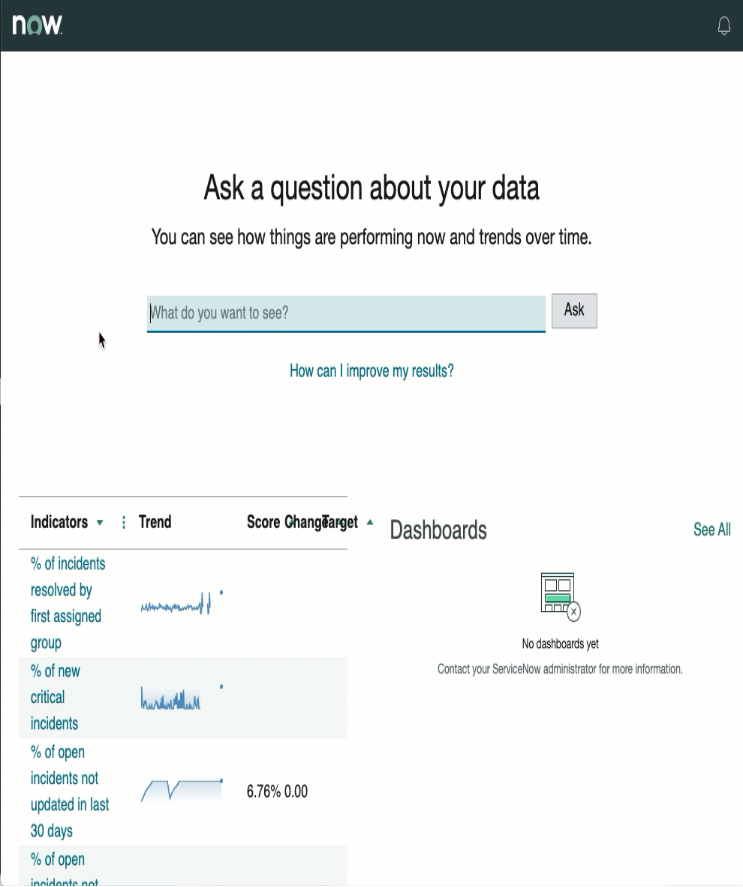 now.
Ask a question about your data
You can see how things are performing now and trends over time.
What do you want to see?
Ask
How can I improve my results?
Indicators Trend Score Change Target
% of incidents
resolved by
first assigned
group
% of new
critical
incidents
% of open
incidents not
updated in last
30 days
6.76% 0.00
% of open
incidents not
Dashboards
See All
No dashboards yet
Contact your ServiceNow administrator for more information.